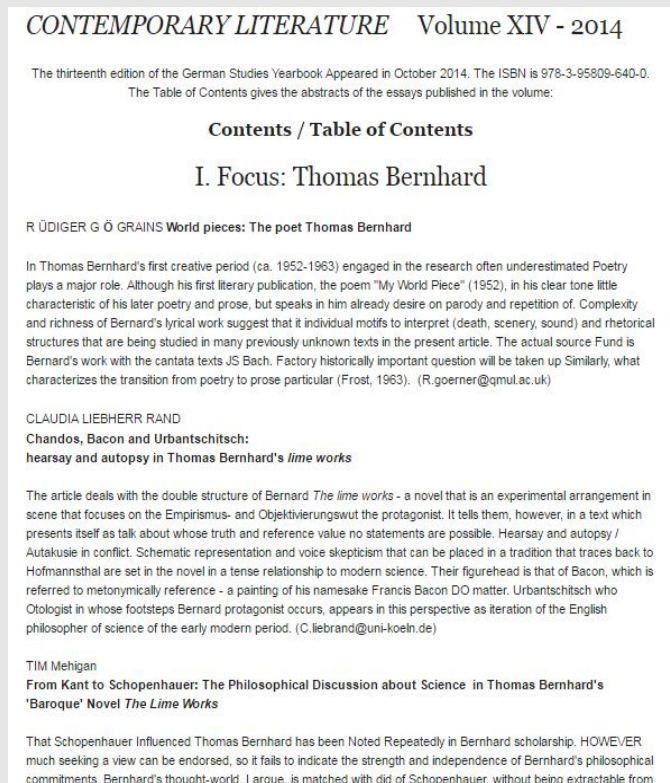 CONTEMPORARY LITERATURE Volume XIV - 2014
The thirteenth edition of the German Studies Yearbook Appeared in October 2014. The ISBN is 978-3-95809-640-0.
The Table of Contents gives the abstracts of the essays published in the volume:
Contents / Table of Contents
I. Focus: Thomas Bernhard
R ÜDIGER G Ö GRAINS World pieces: The poet Thomas Bernhard
In Thomas Bernhard's first creative period (ca. 1952-1963) engaged in the research often underestimated Poetry
plays a major role. Although his first literary publication, the poem "My World Piece" (1952), in his clear tone little
characteristic of his later poetry and prose, but speaks in him already desire on parody and repetition of. Complexity
and richness of Bernard's lyrical work suggest that it individual motifs to interpret (death, scenery, sound) and rhetorical
structures that are being studied in many previously unknown texts in the present article. The actual source Fund is
Bernard's work with the cantata texts JS Bach. Factory historically important question will be taken up Similarly, what
characterizes the transition from poetry to prose particular (Frost, 1963). (R.goerner@qmul.ac.uk)
CLAUDIA LIEBHERR RAND
Chandos, Bacon and Urbantschitsch:
hearsay and autopsy in Thomas Bernhard's lime works
The article deals with the double structure of Bernard The lime works - a novel that is an experimental arrangement in
scene that focuses on the Empirismus- and Objektivierungswut the protagonist. It tells them, however, in a text which
presents itself as talk about whose truth and reference value no statements are possible. Hearsay and autopsy /
Autakusie in conflict. Schematic representation and voice skepticism that can be placed in a tradition that traces back to
Hofmannsthal are set in the novel in a tense relationship to modern science. Their figurehead is that of Bacon, which is
referred to metonymically reference - a painting of his namesake Francis Bacon DO matter. Urbantschitsch who
Otologist in whose footsteps Bernard protagonist occurs, appears in this perspective as iteration of the English
philosopher of science of the early modern period. (C.liebrand@uni-koeln.de)
TIM Mehigan
From Kant to Schopenhauer: The Philosophical Discussion about Science in Thomas Bernhard's
'Baroque' Novel The Lime Works
That Schopenhauer Influenced Thomas Bernhard has been Noted Repeatedly in Bernhard scholarship. HOWEVER
much seeking a view can be endorsed, so it fails to indicate the strength and independence of Bernhard's philosophical
commitments. Bernhard's thought-world, I argue, is matched with did of Schopenhauer, without being extractable from